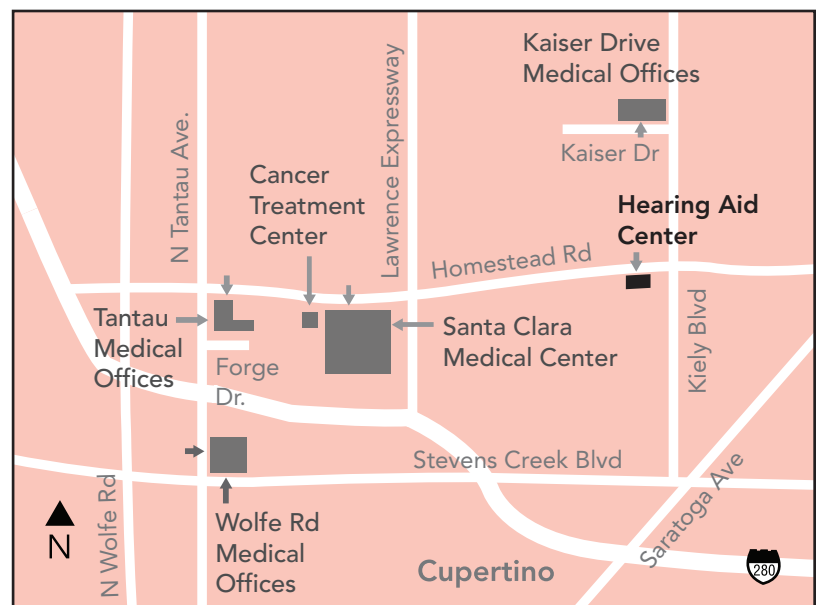 Kaiser Drive
Medical Offices
Kaiser Dr
N Tantau Ave.
Lawrence Expressway
Cancer
Treatment
Center
Hearing Aid
Center
Homestead Rd
Tantau
Medical
Offices
Forge
Dr.
Santa Clara
Medical Center
Kiely Blvd
Stevens Creek Blvd
N Wolfe Rd
Wolfe Rd
Medical
Offices
Saratoga Ave
N
Cupertino
280